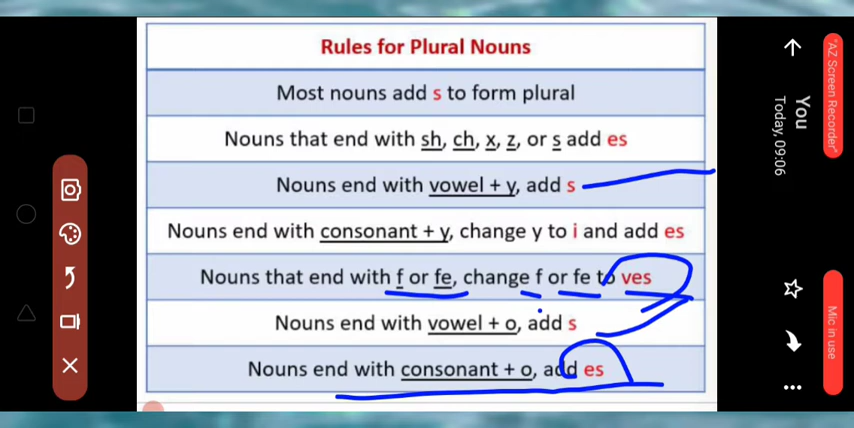 Rules for Plural Nouns
Most nouns add s to form plural
Nouns that end with sh, ch, x, z, or s add es
Nouns end with vowel + y, add s
Nouns end with consonant + y, change y to i and add es
Nouns that end with f or fe, change f or fe to ves
Nouns end with vowel + o, add s
Nouns end with consonant + o, add es
You
Today, 09:06
"AZ Screen Recorder"
Mic in use